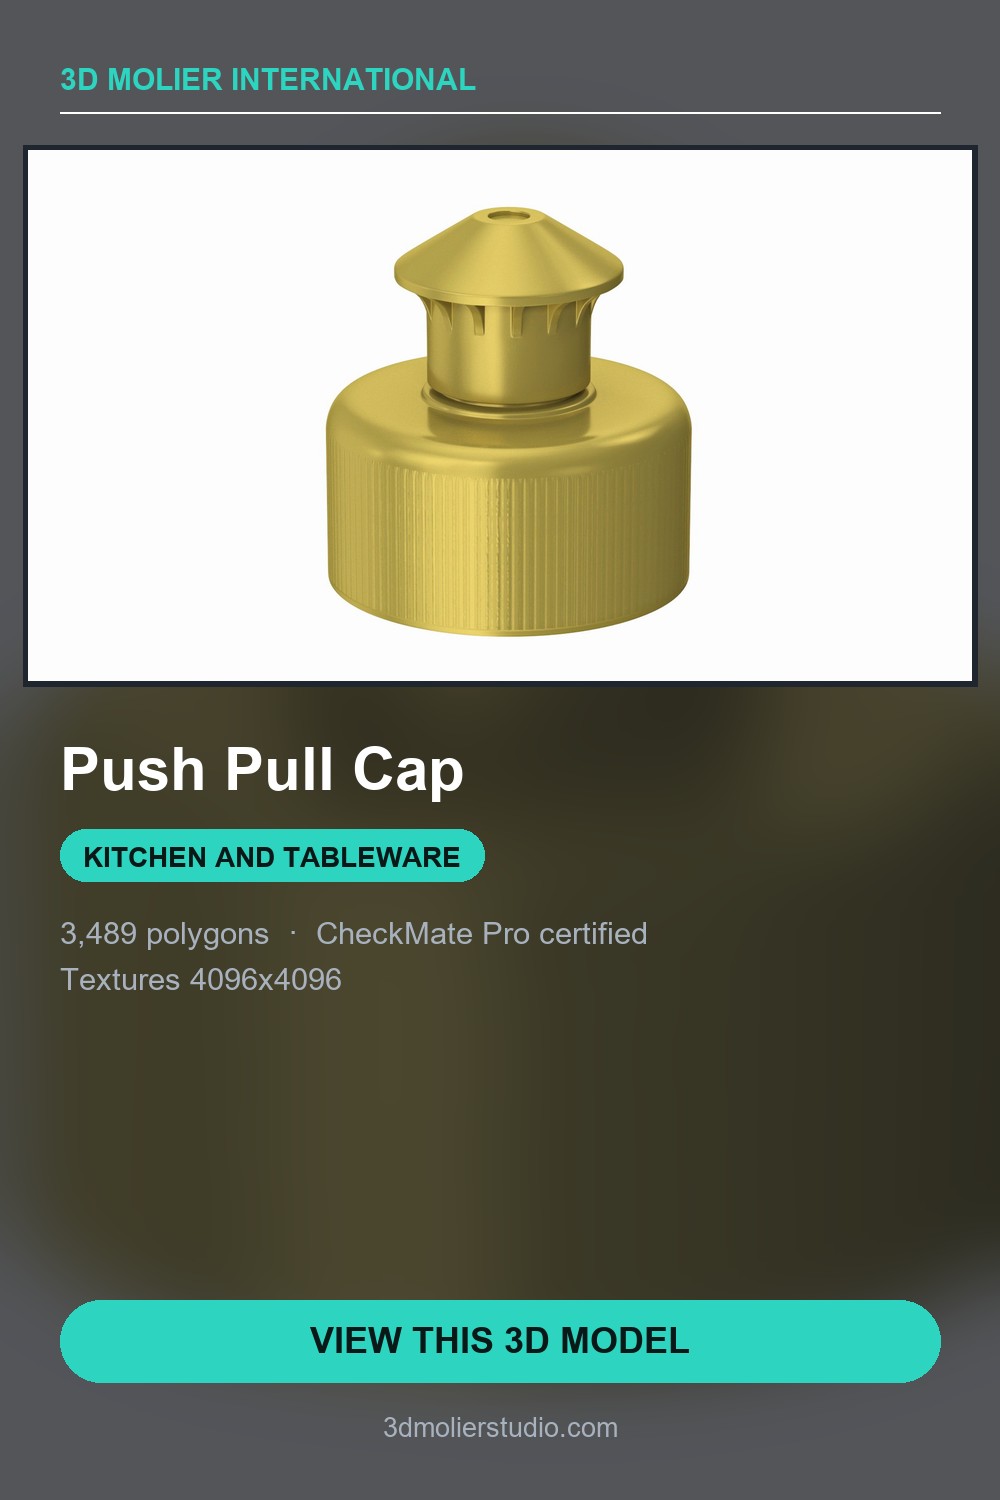 3D MOLIER INTERNATIONAL
Push Pull Cap
KITCHEN AND TABLEWARE
3,489 polygons · CheckMate Pro certified
Textures 4096x4096
VIEW THIS 3D MODEL
3dmolierstudio.com